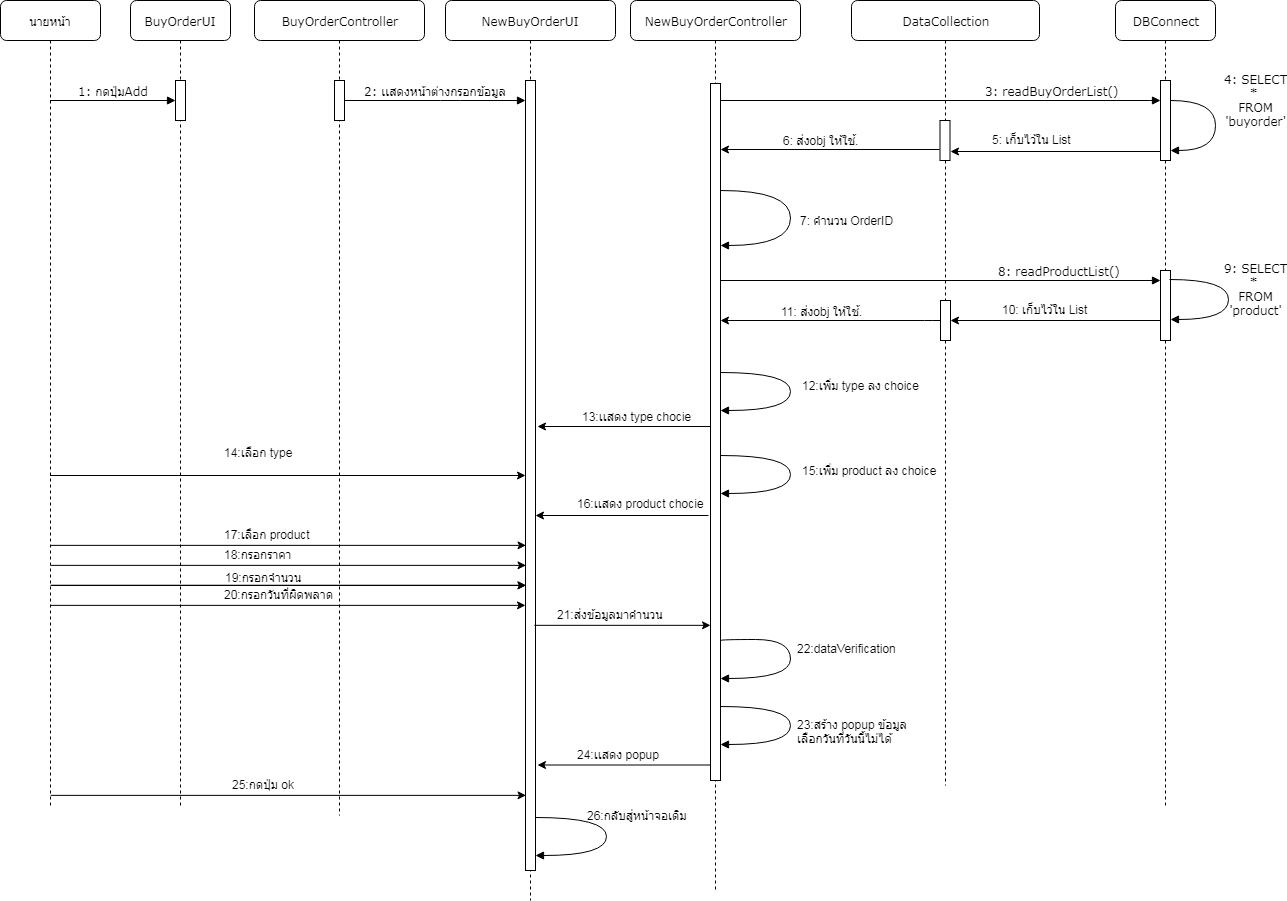 นายหน้า
BuyOrderUI
BuyOrderController
NewBuyOrderUI
NewBuyOrderController
DataCollection
DBConnect
1: กดปุ่มAdd
2: แสดงหน้าต่างกรอกข้อมูล
3: readBuyOrderList()
4: SELECT
*
FROM
'buyorder'
5: เก็บไว้ใน List
6: ส่งobj ให้ใช้.
7: คำนวน OrderID
8: readProductList()
9: SELECT
*
FROM
'product'
10: เก็บไว้ใน List
11: ส่งobj ให้ใช้.
12:เพิ่ม type ลง choice
13:แสดง type chocie
14:เลือก type
15:เพิ่ม product ลง choice
16:แสดง product chocie
17:เลือก product
18:กรอกราคา
19:กรอกจำนวน
20:กรอกวันที่ผิดพลาด
21:ส่งข้อมูลมาคำนวน
22:dataVerification
23:สร้าง popup ข้อมูล
เลือกวันที่วันนี้ไม่ได้
24:แสดง popup
25:กดปุ่ม ok
26:กลับสู่หน้าจอเดิม